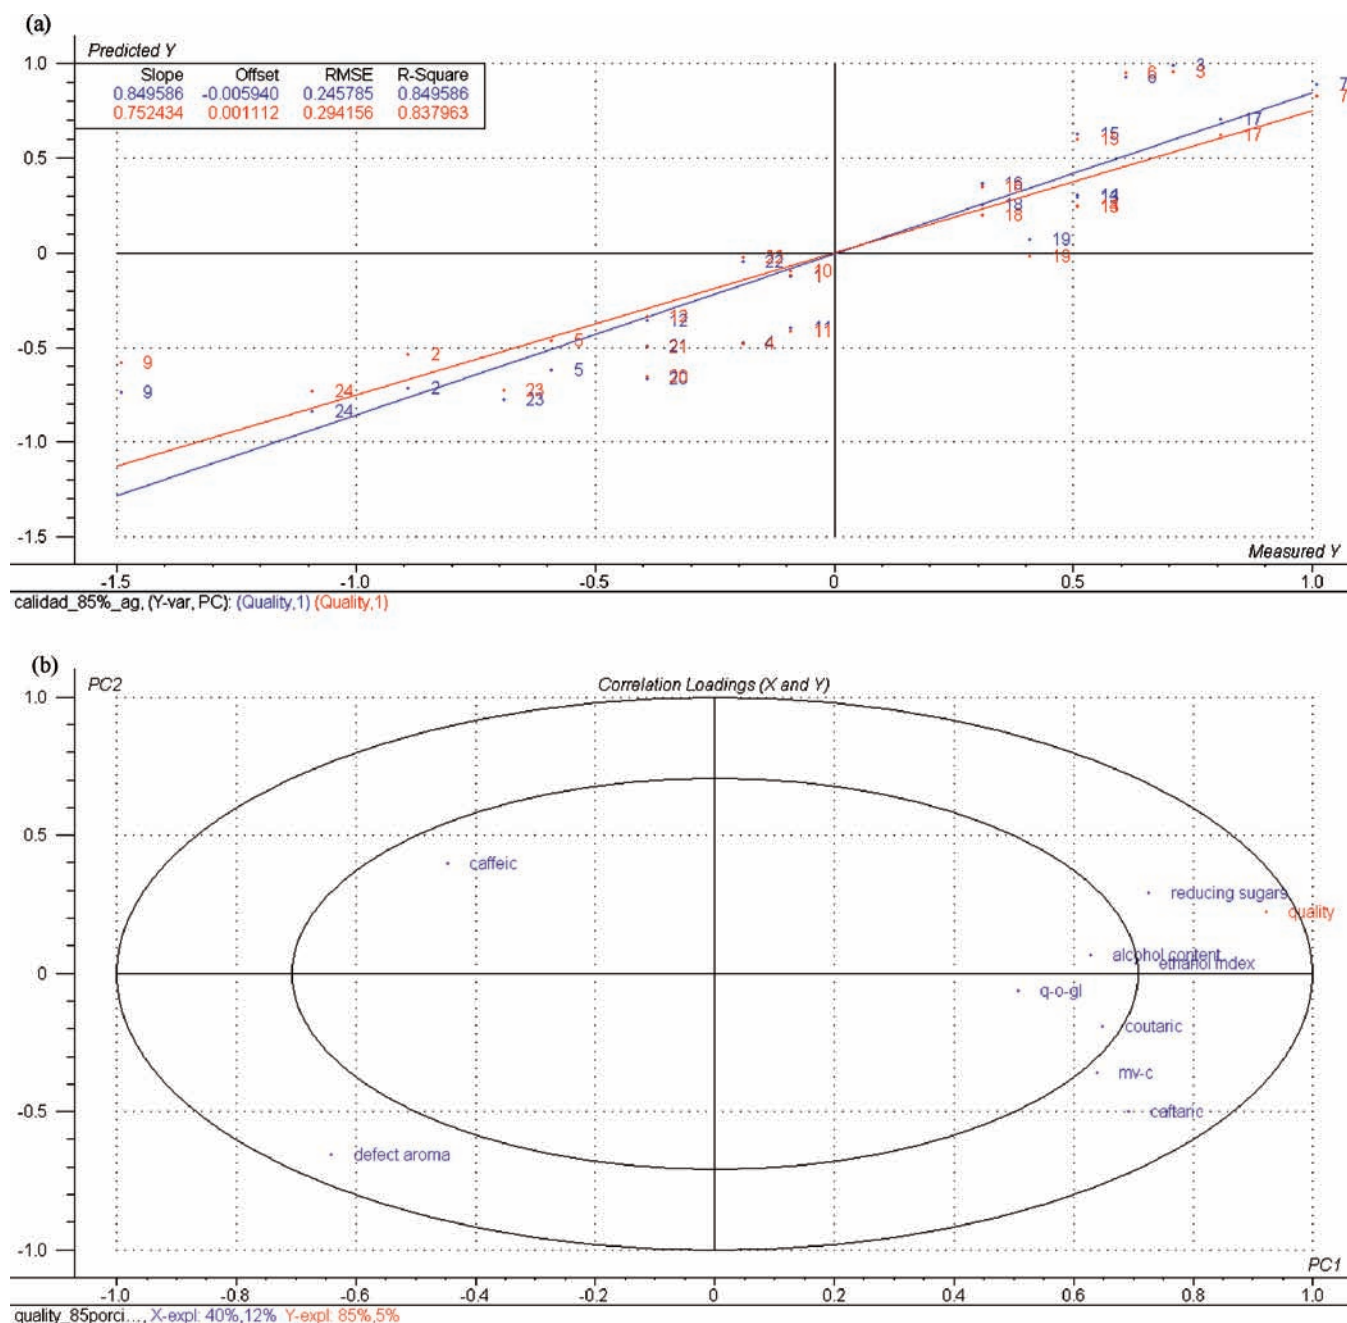 (a)
Predicted Y
Slope Offset RMSE R-Square
0.849586 -0.005940 0.245785 0.849586
0.752434 0.001112 0.294156 0.837963
1.0
0.5
0
-0.5
-1.0
-1.5
6
3
7
7
17
17
15
15
16
18
18
19
19
22
10
1
12
11
21
4
20
5
5
2
2
23
23
24
24
9
9
Measured Y
-1.5 -1.0 -0.5 0 0.5 1.0
calidad_85%_ag, (Y-var, PC): (Quality,1) (Quality,1)
(b)
PC2
Correlation Loadings (X and Y)
1.0
0.5
0
-0.5
-1.0
caffeic
reducing sugars
quality
alcohol content
ethanol index
q-o-gl
coutaric
mv-c
caftaric
defect aroma
PC1
-1.0 -0.8 -0.6 -0.4 -0.2 0 0.2 0.4 0.6 0.8 1.0
quality_85porci..., X-expl: 40%,12% Y-expl: 85%,5%